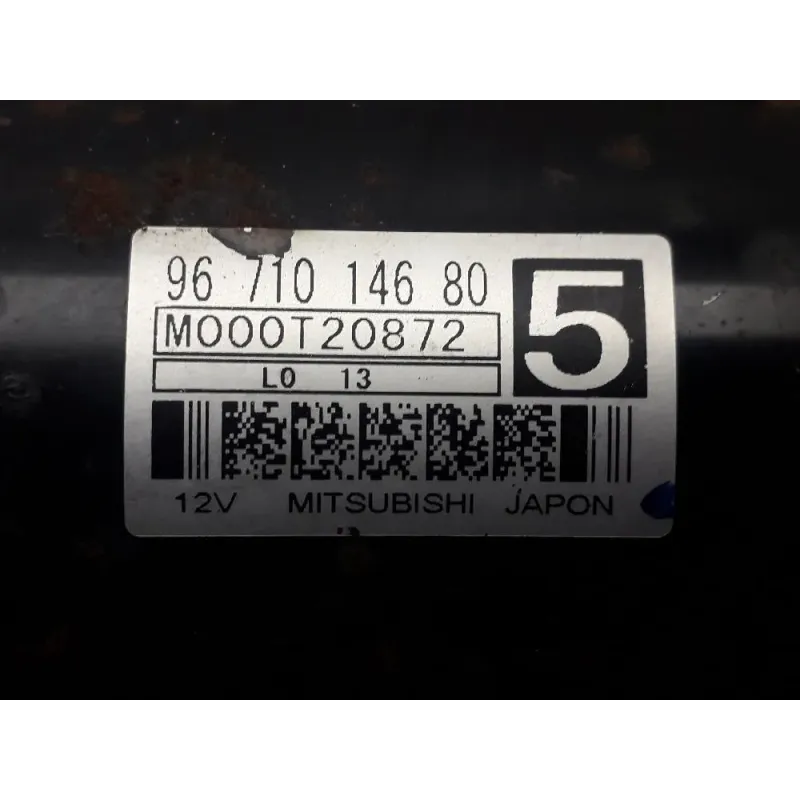 96 710 146 80
M000T20872
5
L0 13
12V MITSUBISHI JAPON